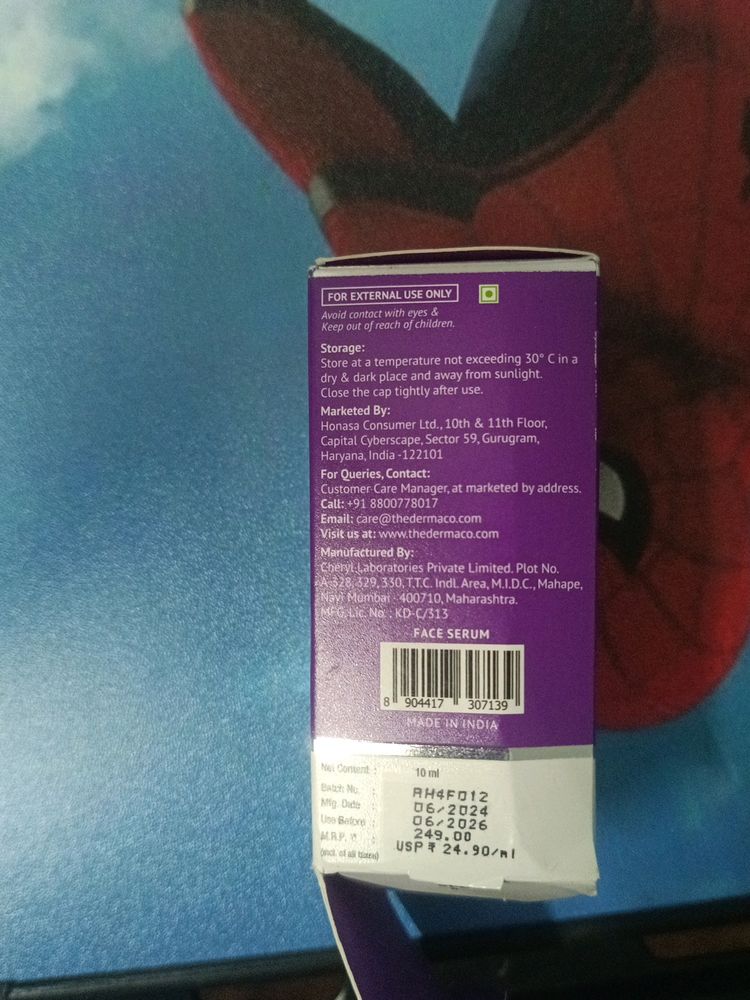 FOR EXTERNAL USE ONLY
Avoid contact with eyes &
Keep out of reach of children.
Storage:
Store at a temperature not exceeding 30° C in a
dry & dark place and away from sunlight.
Close the cap tightly after use.
Marketed By:
Honasa Consumer Ltd., 10th & 11th Floor,
Capital Cyberscape, Sector 59, Gurugram,
Haryana, India -122101
For Queries, Contact:
Customer Care Manager, at marketed by address.
Call: +91 8800778017
Email: care@thedermaco.com
Visit us at: www.thedermaco.com
Manufactured By:
Cheryl Laboratories Private Limited. Plot No.
A-328, 329, 330, T.T.C. Indl. Area, M.I.D.C., Mahape,
Navi Mumbai - 400710, Maharashtra.
MFG. Lic. No. : KD-C/313
FACE SERUM
8 904417 307139
MADE IN INDIA
Net Content : 10 ml
Batch No. : AH4F012
Mfg. Date : 06/2024
Use Before : 06/2026
M.R.P. ₹ : 249.00
(incl. of all taxes) USP ₹ 24.90/ml